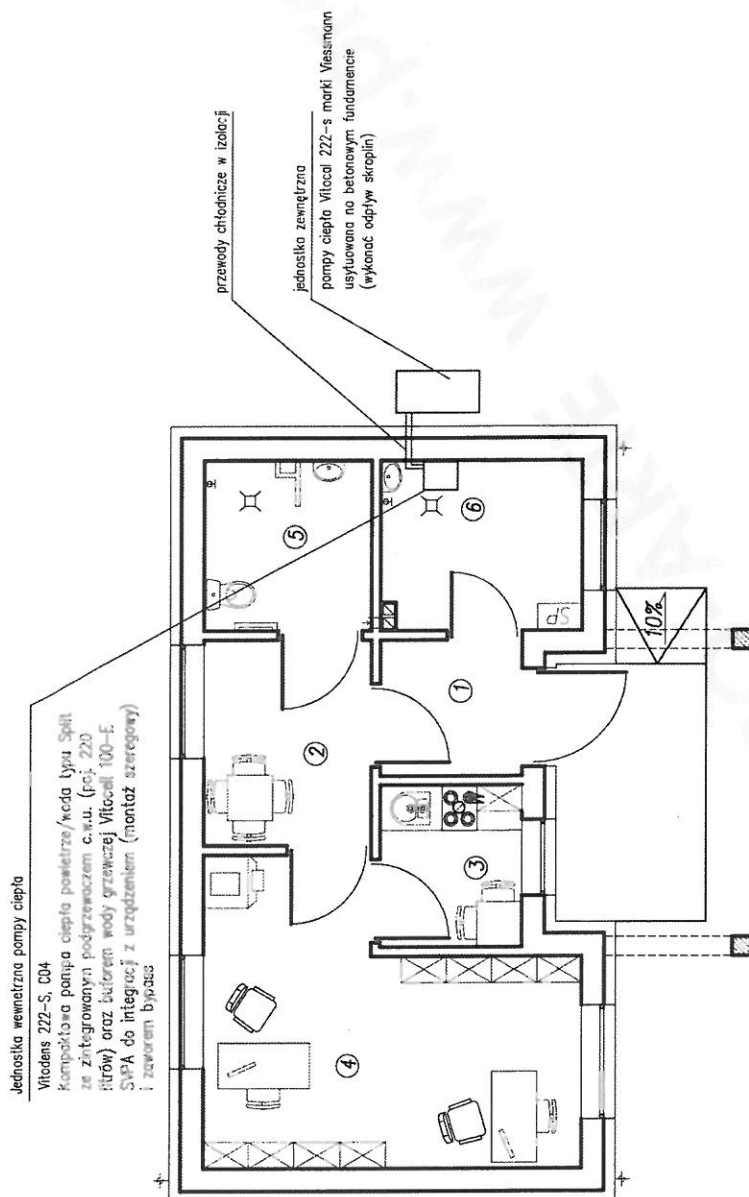 Jednostka wewnetrzna pompy ciepła
Vitodens 222-S, C04
Kompaktowa pompa ciepła powietrze/woda typu Split
ze zintegrowanym podgrzewaczem c.w.u. (poj. 220
litrów) oraz buforem wody grzewczej Vitocell 100-E
SVPA do integracji z urządzeniem (montaż szeregowy)
i zaworem bypass
przewody chłodnicze w izolacji
jednostka zewnętrzna
pompy ciepła Vitocal 222-s marki Viessmann
usytuowana na betonowym fundamencie
(wykonać odpływ skroplin)
5
6
2
1
3
4
SP
10%